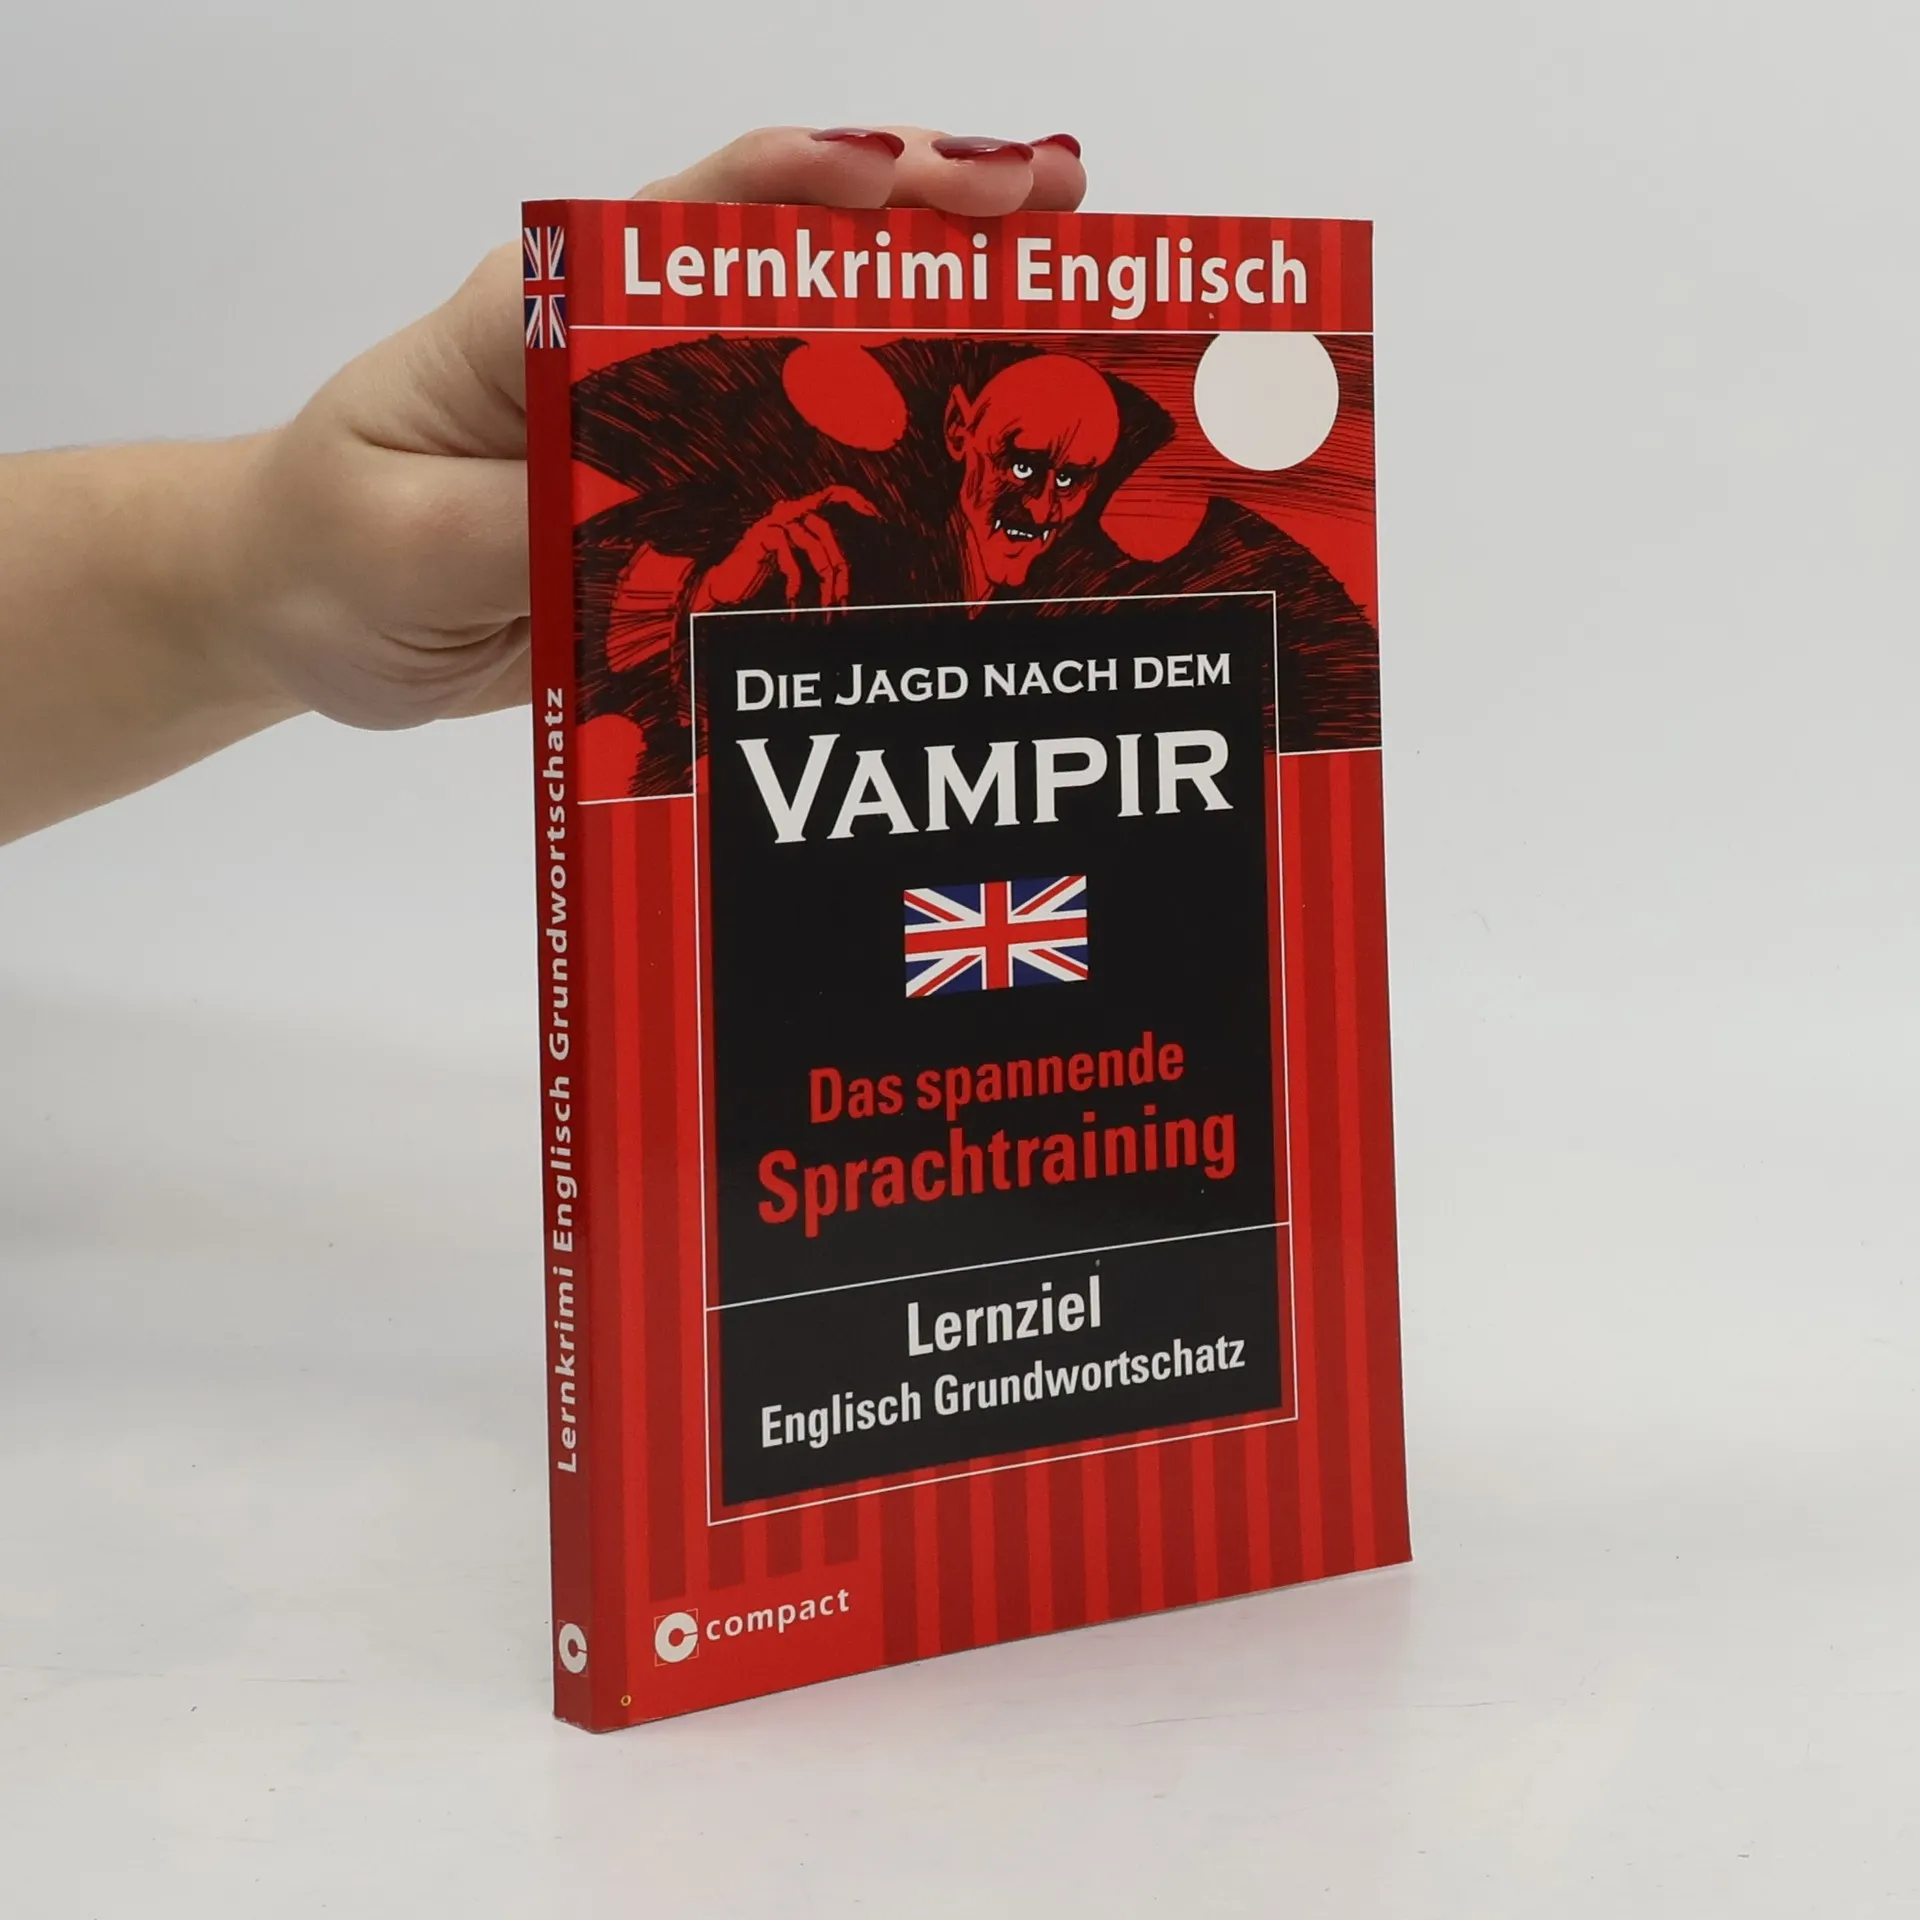 Lernkrimi Englisch
DIE JAGD NACH DEM
VAMPIR
Das spannende
Sprachtraining
Lernziel
Englisch Grundwortschatz
compact
Lernkrimi Englisch Grundwortschatz